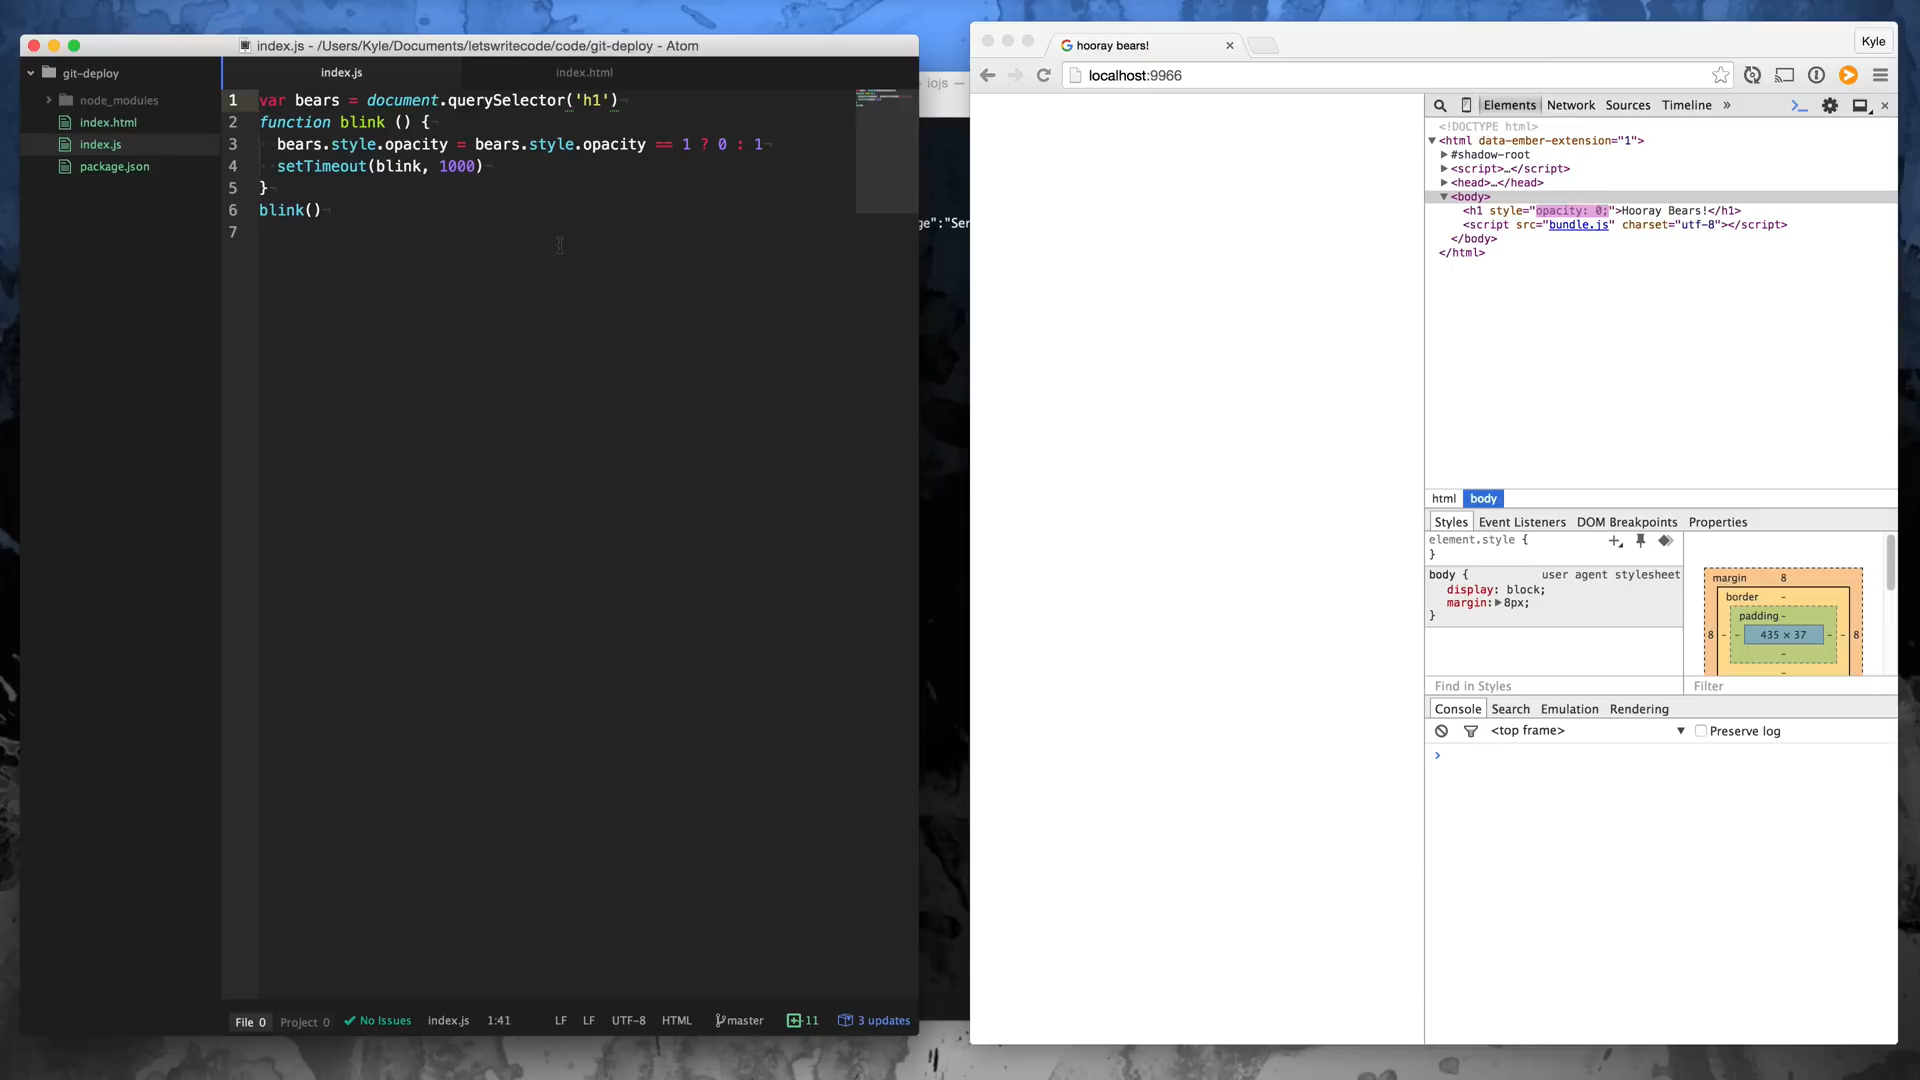 index.js - /Users/Kyle/Documents/letswritecode/code/git-deploy - Atom
git-deploy
node_modules
index.html
index.js
package.json
index.js
index.html
1 var bears = document.querySelector('h1')
2 function blink () {
3 bears.style.opacity = bears.style.opacity == 1 ? 0 : 1
4 setTimeout(blink, 1000)
5 }
6 blink()
7
File 0 Project 0 No Issues index.js 1:41 LF LF UTF-8 HTML master 11 3 updates
iojs —
ge":"Ser
hooray bears!
Kyle
localhost:9966
Elements Network Sources Timeline »
<!DOCTYPE html>
<html data-ember-extension="1">
#shadow-root
<script>…</script>
<head>…</head>
<body>
<h1 style="opacity: 0;">Hooray Bears!</h1>
<script src="bundle.js" charset="utf-8"></script>
</body>
</html>
html body
Styles Event Listeners DOM Breakpoints Properties
element.style {
}
body { user agent stylesheet
display: block;
margin: 8px;
}
Find in Styles
margin 8
border -
padding -
8 - - 435 × 37 - - 8
-
-
Filter
Console Search Emulation Rendering
<top frame> Preserve log